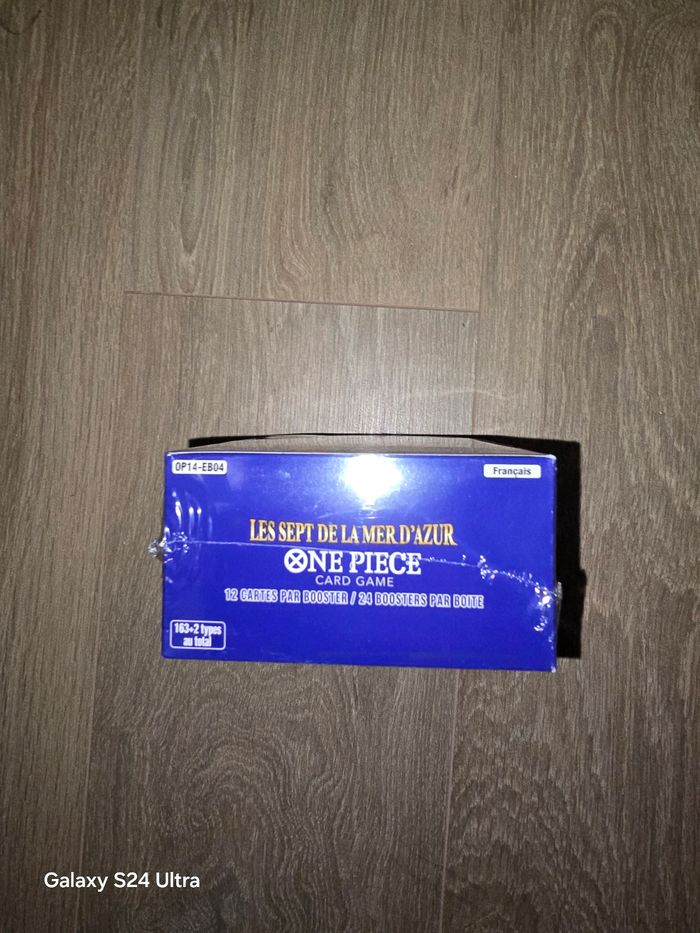 OP14-EB04
Français
LES SEPT DE LA MER D'AZUR
ONE PIECE
CARD GAME
12 CARTES PAR BOOSTER / 24 BOOSTERS PAR BOITE
163+2 types
au total
Galaxy S24 Ultra